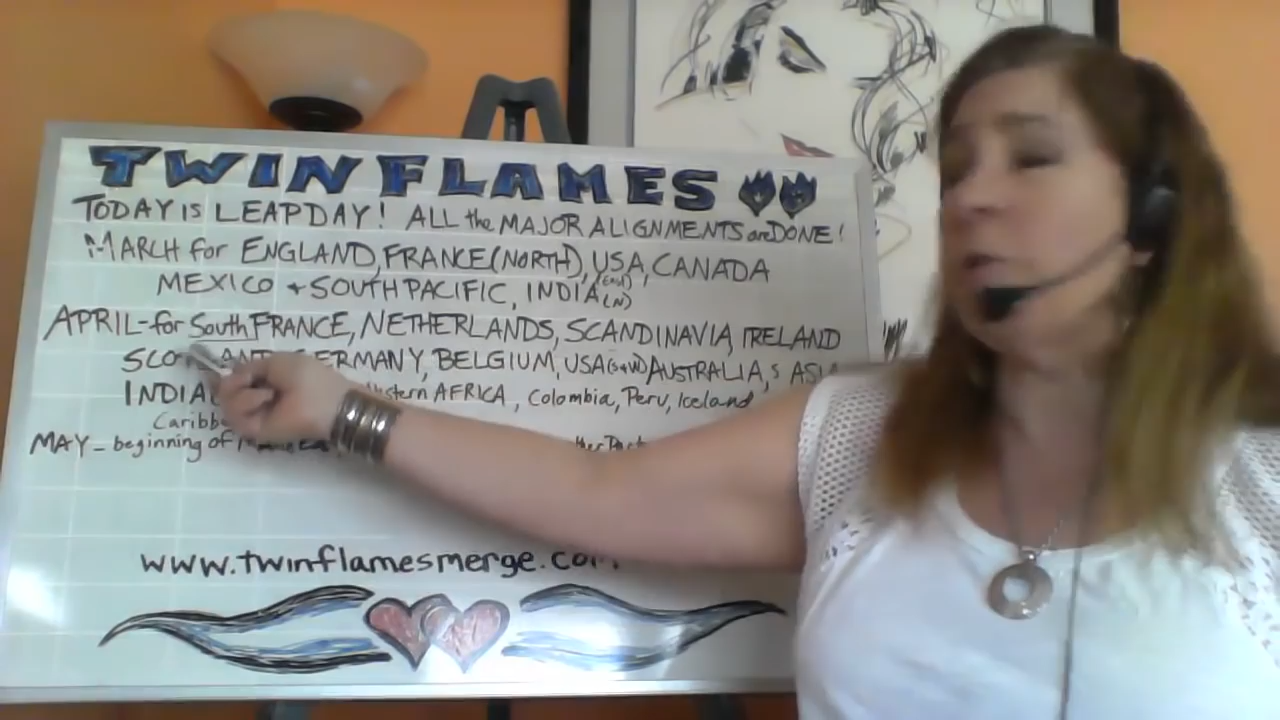 TWIN FLAMES
TODAY IS LEAPDAY! ALL the MAJOR ALIGNMENTS are DONE!
MARCH for ENGLAND, FRANCE (NORTH), USA, CANADA
MEXICO + SOUTH PACIFIC, INDIA (N)
APRIL - for South FRANCE, NETHERLANDS, SCANDINAVIA, IRELAND
GERMANY, BELGIUM, USA (S+W) AUSTRALIA, S ASIA
INDIA AFRICA, Colombia, Peru, Iceland
MAY - beginning of
www.twinflamesmerge.com